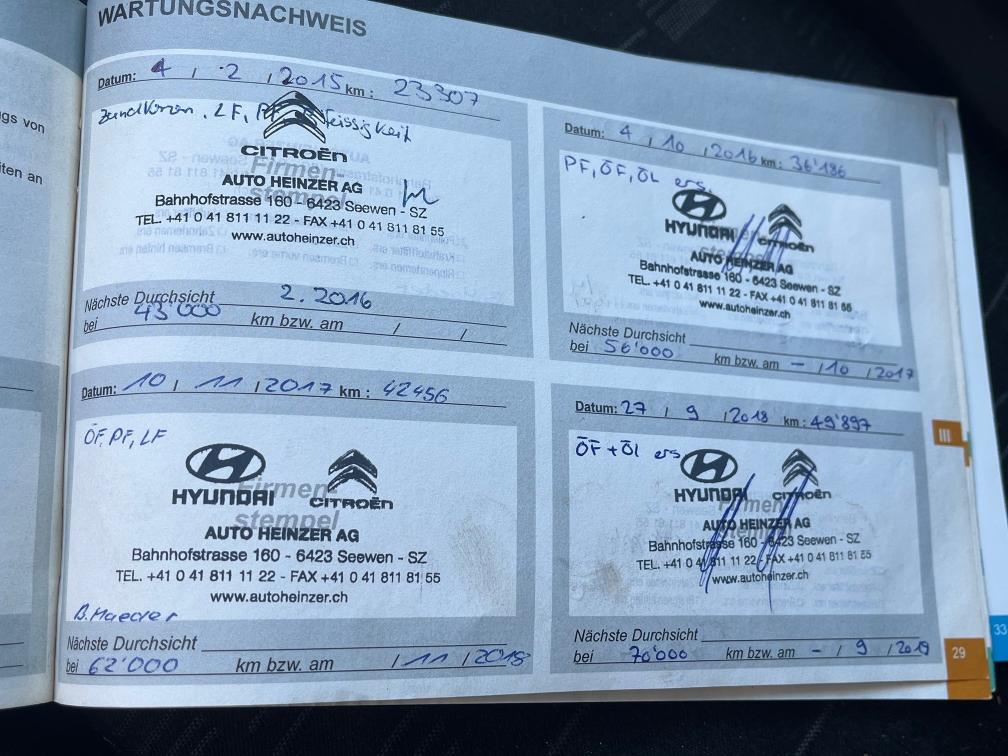 WARTUNGSNACHWEIS
gs von
ten an
Datum: 4 / 2 / 2015 km: 23307
Zündkerzen, LF, PF, B.fl
CITROËN
Firmen-
stempel
AUTO HEINZER AG
Bahnhofstrasse 160 - 6423 Seewen - SZ
TEL. +41 0 41 811 11 22 - FAX +41 0 41 811 81 55
www.autoheinzer.ch
Nächste Durchsicht 2.2016
bei 43'000 km bzw. am / /
Datum: 4 / 10 / 2016 km: 36'186
PF, ÖF, ÖL ers.
HYUNDAI CITROËN
AUTO HEINZER AG
Bahnhofstrasse 160 - 6423 Seewen - SZ
TEL. +41 0 41 811 11 22 - FAX +41 0 41 811 81 55
www.autoheinzer.ch
Nächste Durchsicht
bei 56'000 km bzw. am - / 10 / 2017
Datum: 10 / 11 / 2017 km: 42456
ÖF, PF, LF
HYUNDAI CITROËN
Firmen-
stempel
AUTO HEINZER AG
Bahnhofstrasse 160 - 6423 Seewen - SZ
TEL. +41 0 41 811 11 22 - FAX +41 0 41 811 81 55
www.autoheinzer.ch
B. Maeder
Nächste Durchsicht
bei 62'000 km bzw. am / 11 / 2018
Datum: 27 / 9 / 2018 km: 49'897
ÖF + ÖL ers
HYUNDAI CITROËN
AUTO HEINZER AG
Bahnhofstrasse 160 - 6423 Seewen - SZ
TEL. +41 0 41 811 11 22 - FAX +41 0 41 811 81 55
www.autoheinzer.ch
Nächste Durchsicht
bei 70'000 km bzw. am - / 9 / 2019
III
29
33